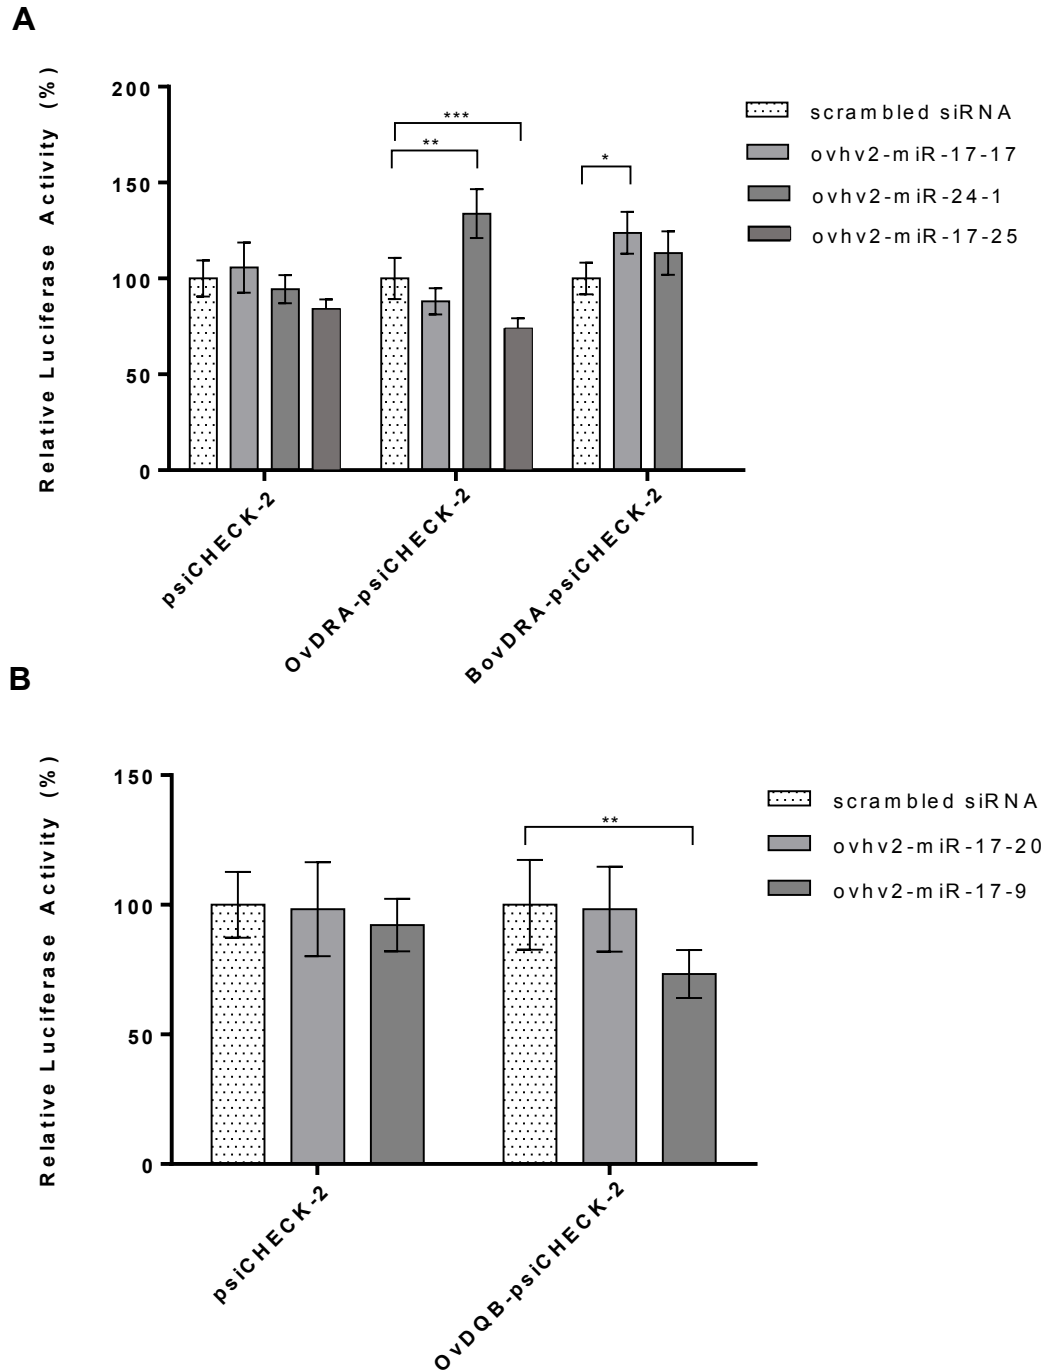 A
Relative Luciferase Activity (%)
200
150
100
50
0
***
**
*
scrambled siRNA
ovhv2-miR-17-17
ovhv2-miR-24-1
ovhv2-miR-17-25
psiCHECK-2
OvDRA-psiCHECK-2
BovDRA-psiCHECK-2
B
Relative Luciferase Activity (%)
150
100
50
0
**
scrambled siRNA
ovhv2-miR-17-20
ovhv2-miR-17-9
psiCHECK-2
OvDQB-psiCHECK-2